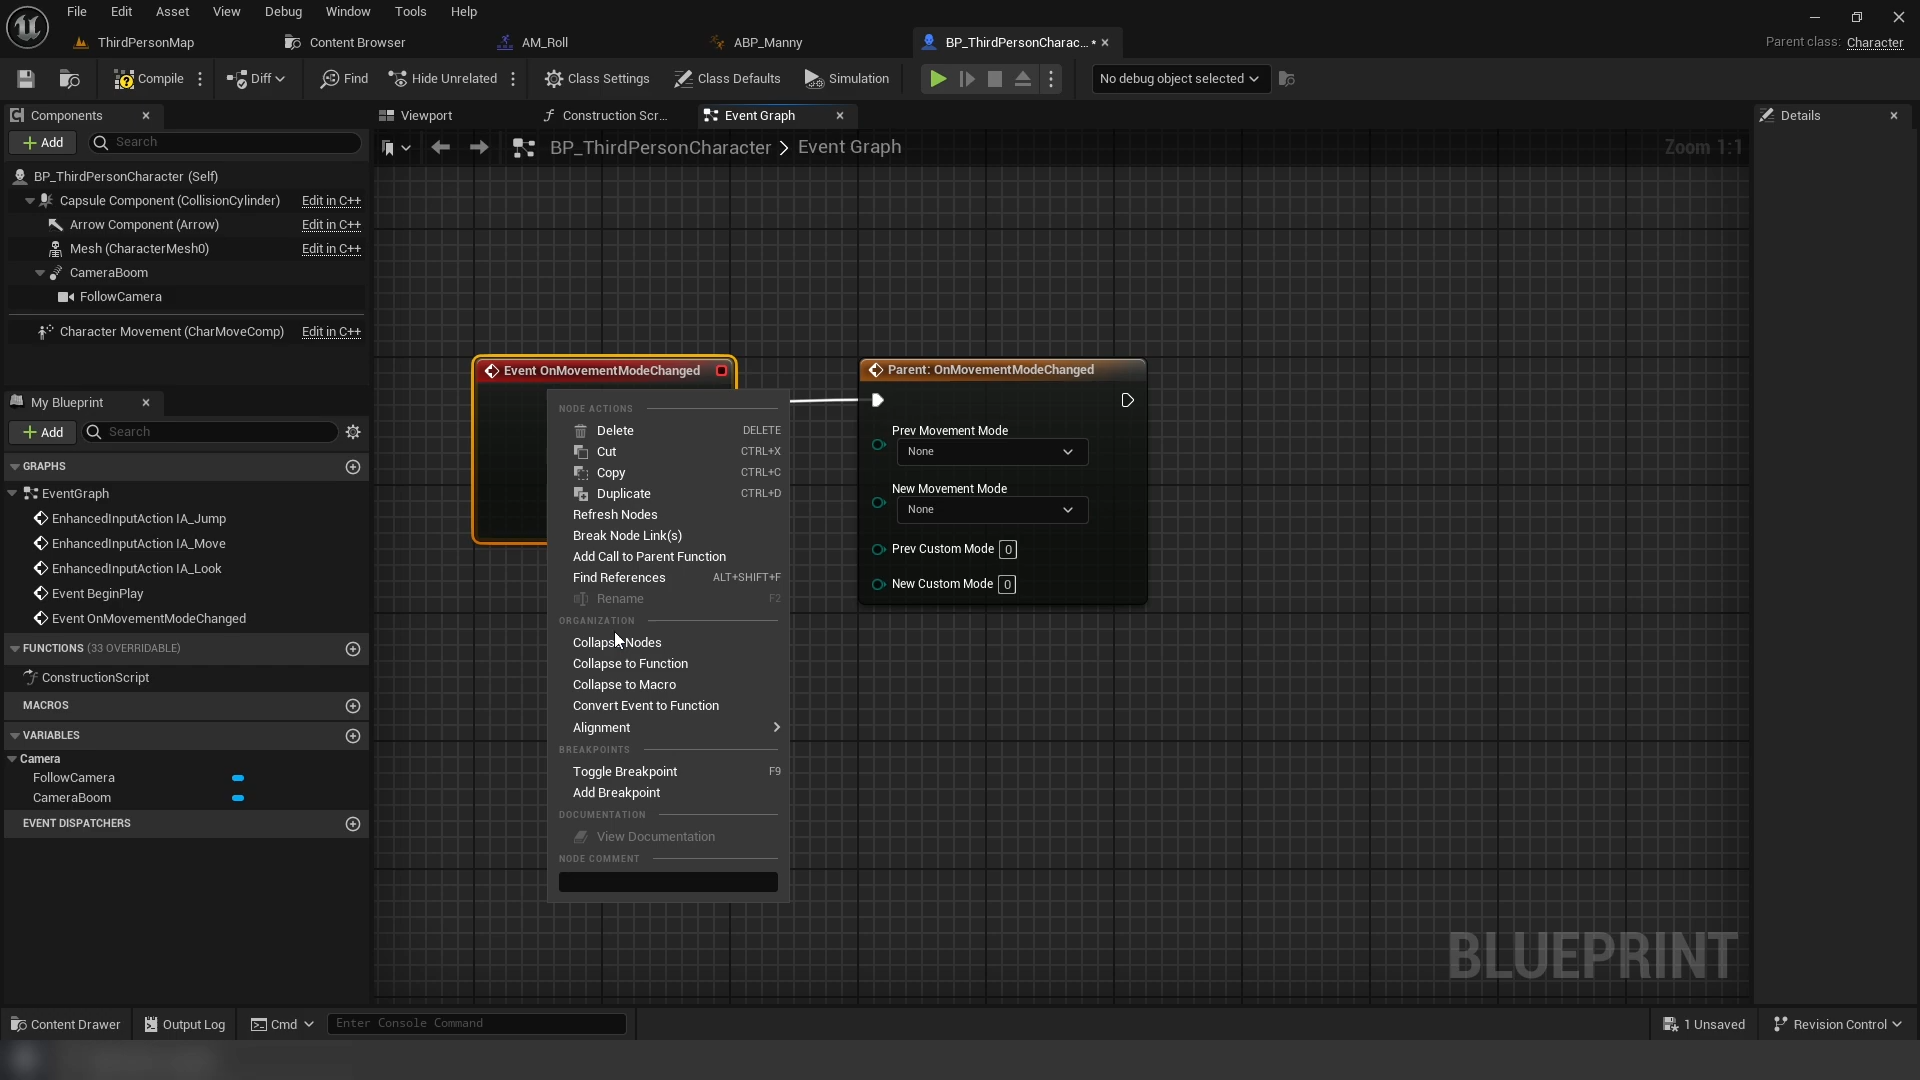 File Edit Asset View Debug Window Tools Help
ThirdPersonMap Content Browser AM_Roll ABP_Manny BP_ThirdPersonCharac... • Parent class: Character
Compile Diff Find Hide Unrelated Class Settings Class Defaults Simulation No debug object selected
Components Viewport Construction Scr... Event Graph Details
Add Search
BP_ThirdPersonCharacter > Event Graph Zoom 1:1
BP_ThirdPersonCharacter (Self)
Capsule Component (CollisionCylinder) Edit in C++
Arrow Component (Arrow) Edit in C++
Mesh (CharacterMesh0) Edit in C++
CameraBoom
FollowCamera
Character Movement (CharMoveComp) Edit in C++
My Blueprint
Add Search
GRAPHS
EventGraph
EnhancedInputAction IA_Jump
EnhancedInputAction IA_Move
EnhancedInputAction IA_Look
Event BeginPlay
Event OnMovementModeChanged
FUNCTIONS (33 OVERRIDABLE)
ConstructionScript
MACROS
VARIABLES
Camera
FollowCamera
CameraBoom
EVENT DISPATCHERS
Event OnMovementModeChanged
NODE ACTIONS
Delete DELETE
Cut CTRL+X
Copy CTRL+C
Duplicate CTRL+D
Refresh Nodes
Break Node Link(s)
Add Call to Parent Function
Find References ALT+SHIFT+F
Rename F2
ORGANIZATION
Collapse Nodes
Collapse to Function
Collapse to Macro
Convert Event to Function
Alignment
BREAKPOINTS
Toggle Breakpoint F9
Add Breakpoint
DOCUMENTATION
View Documentation
NODE COMMENT
Parent: OnMovementModeChanged
Prev Movement Mode
None
New Movement Mode
None
Prev Custom Mode 0
New Custom Mode 0
BLUEPRINT
Content Drawer Output Log Cmd Enter Console Command 1 Unsaved Revision Control